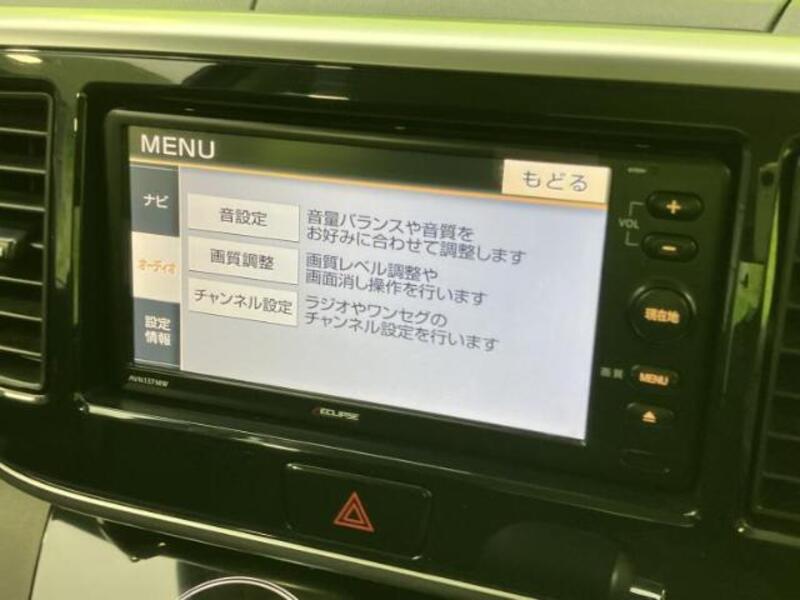 MENU
もどる
ナビ
オーディオ
設定
情報
音設定
音量バランスや音質を
お好みに合わせて調整します
画質調整
画質レベル調整や
画面消し操作を行います
チャンネル設定
ラジオやワンセグの
チャンネル設定を行います
VOL
+
−
現在地
画質
MENU
ECLIPSE